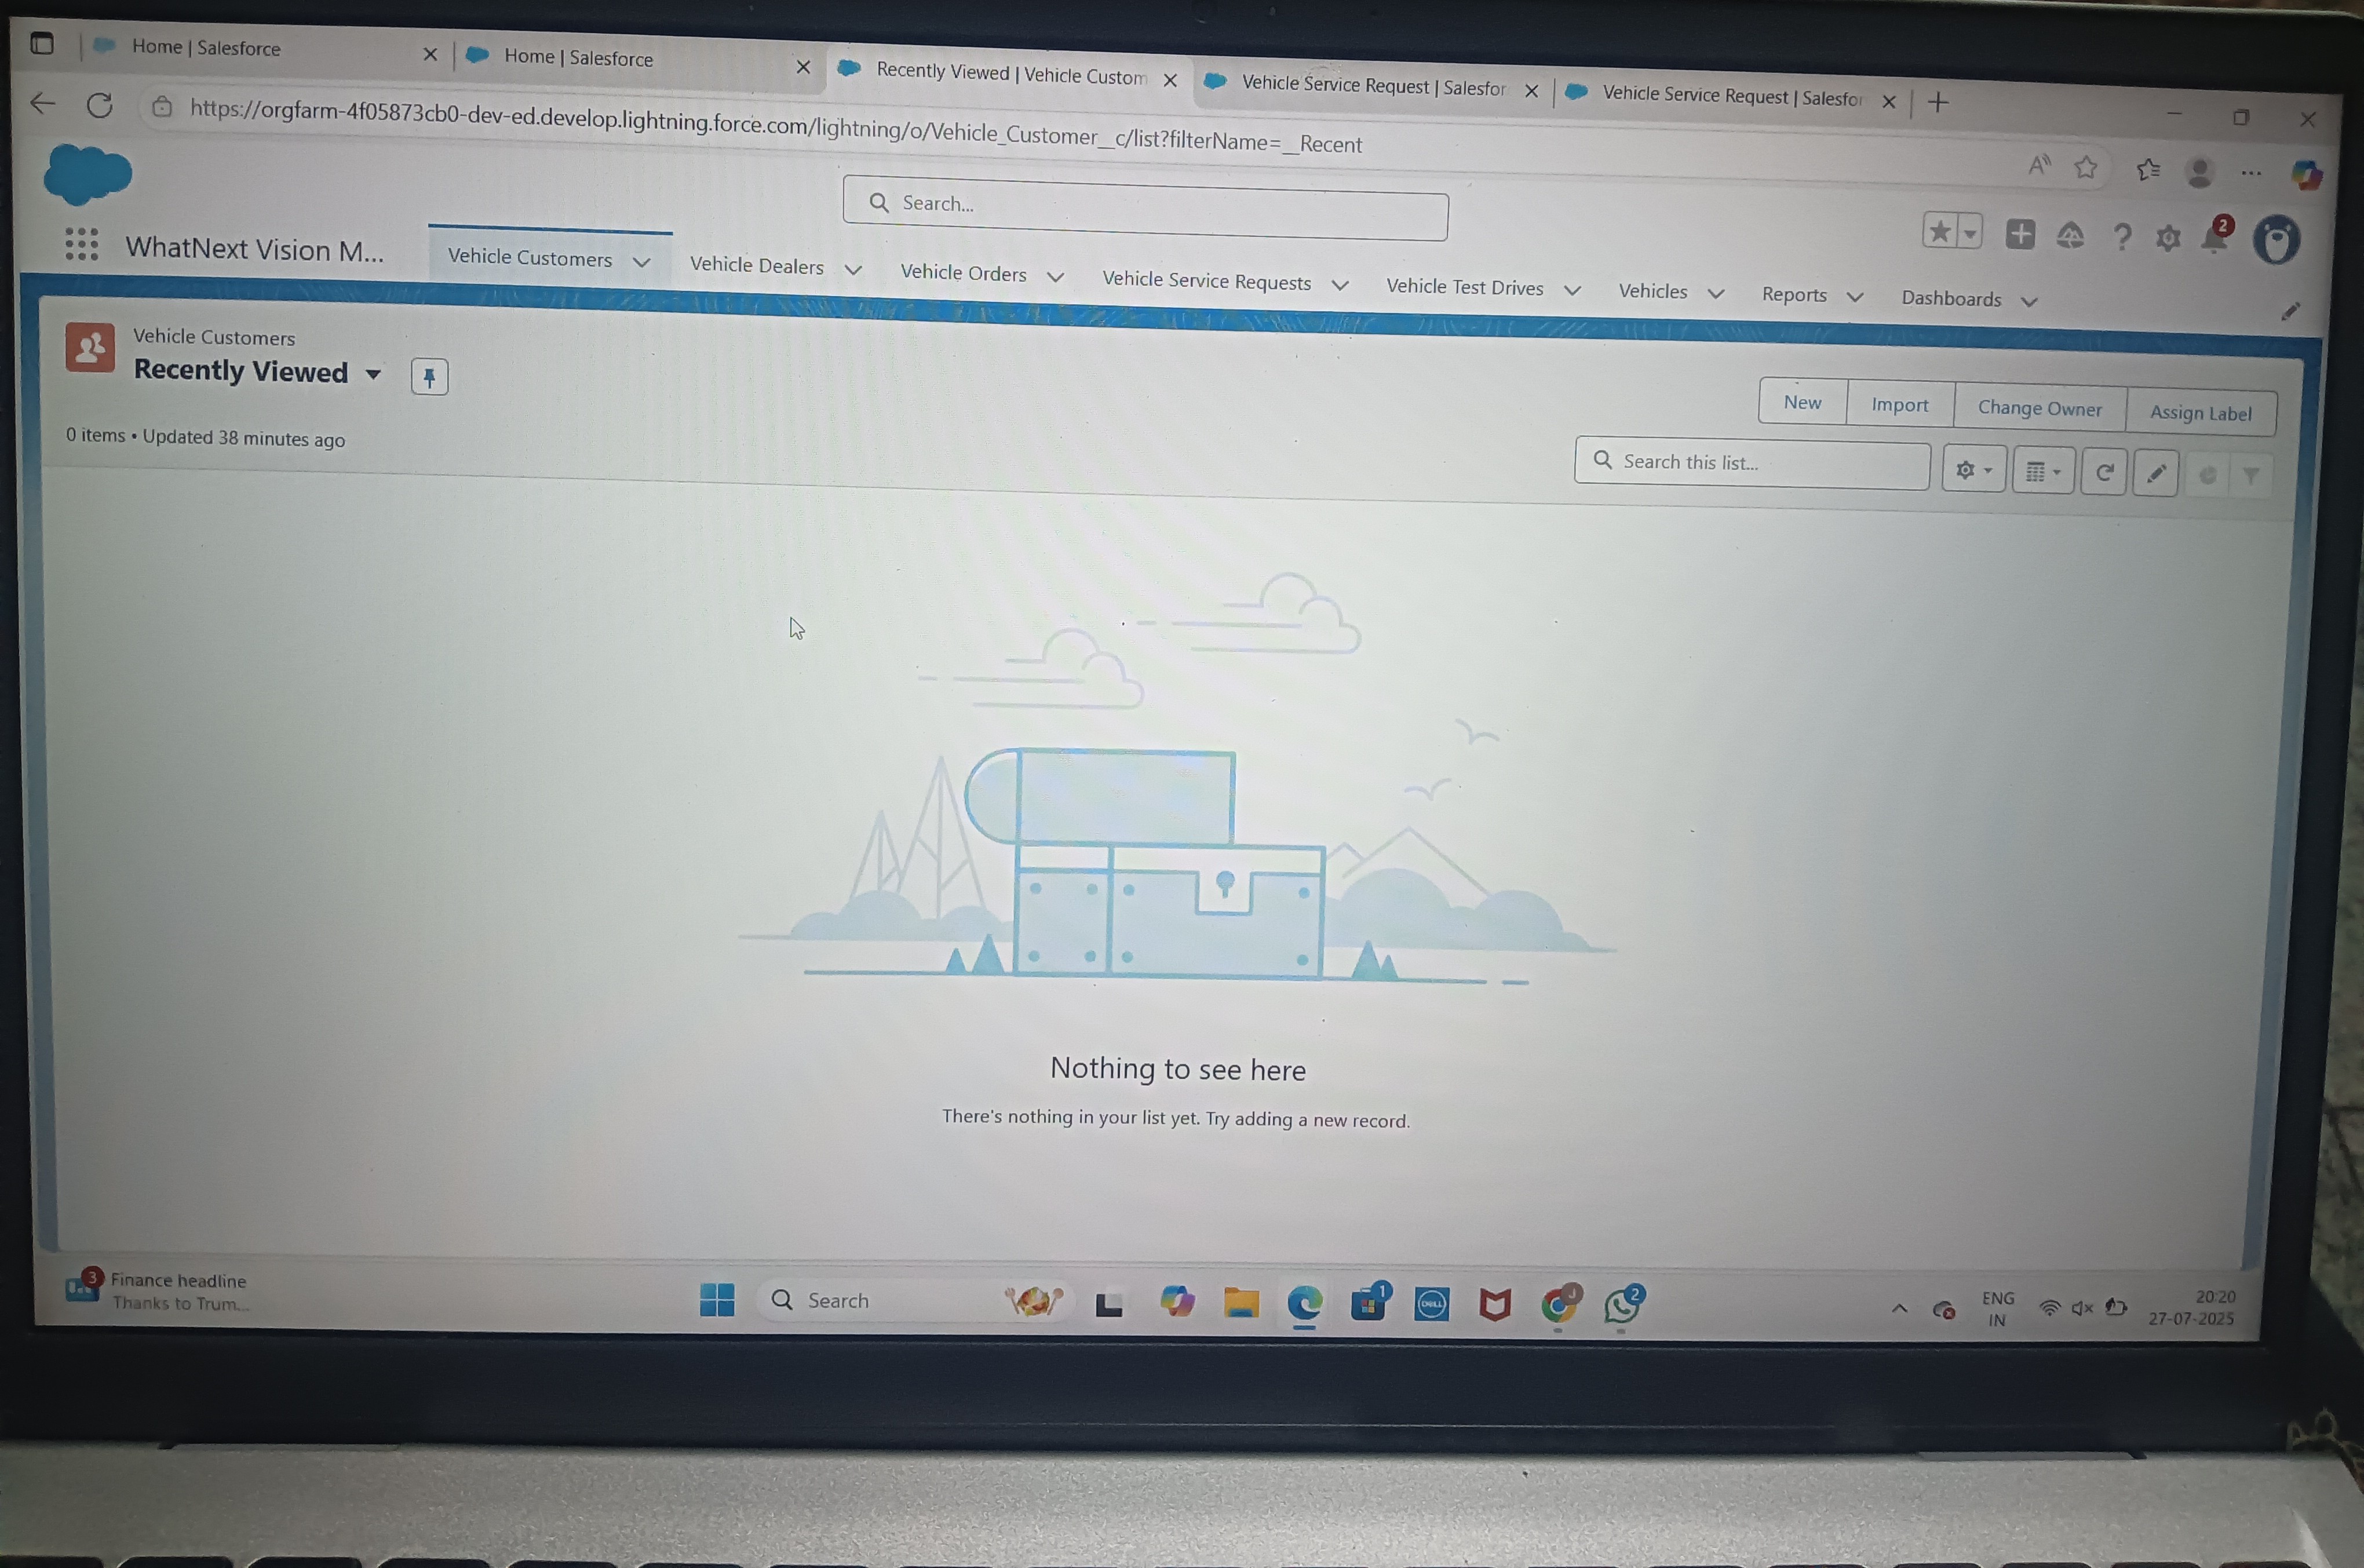 Home | Salesforce
Home | Salesforce
Recently Viewed | Vehicle Custom
Vehicle Service Request | Salesfor
Vehicle Service Request | Salesfor
https://orgfarm-4f05873cb0-dev-ed.develop.lightning.force.com/lightning/o/Vehicle_Customer__c/list?filterName=__Recent
Search...
2
WhatNext Vision M...
Vehicle Customers
Vehicle Dealers
Vehicle Orders
Vehicle Service Requests
Vehicle Test Drives
Vehicles
Reports
Dashboards
Vehicle Customers
Recently Viewed
New
Import
Change Owner
Assign Label
0 items • Updated 38 minutes ago
Search this list...
Nothing to see here
There's nothing in your list yet. Try adding a new record.
3
Finance headline
Thanks to Trum...
Search
1
DELL
J
2
ENG
IN
20:20
27-07-2025